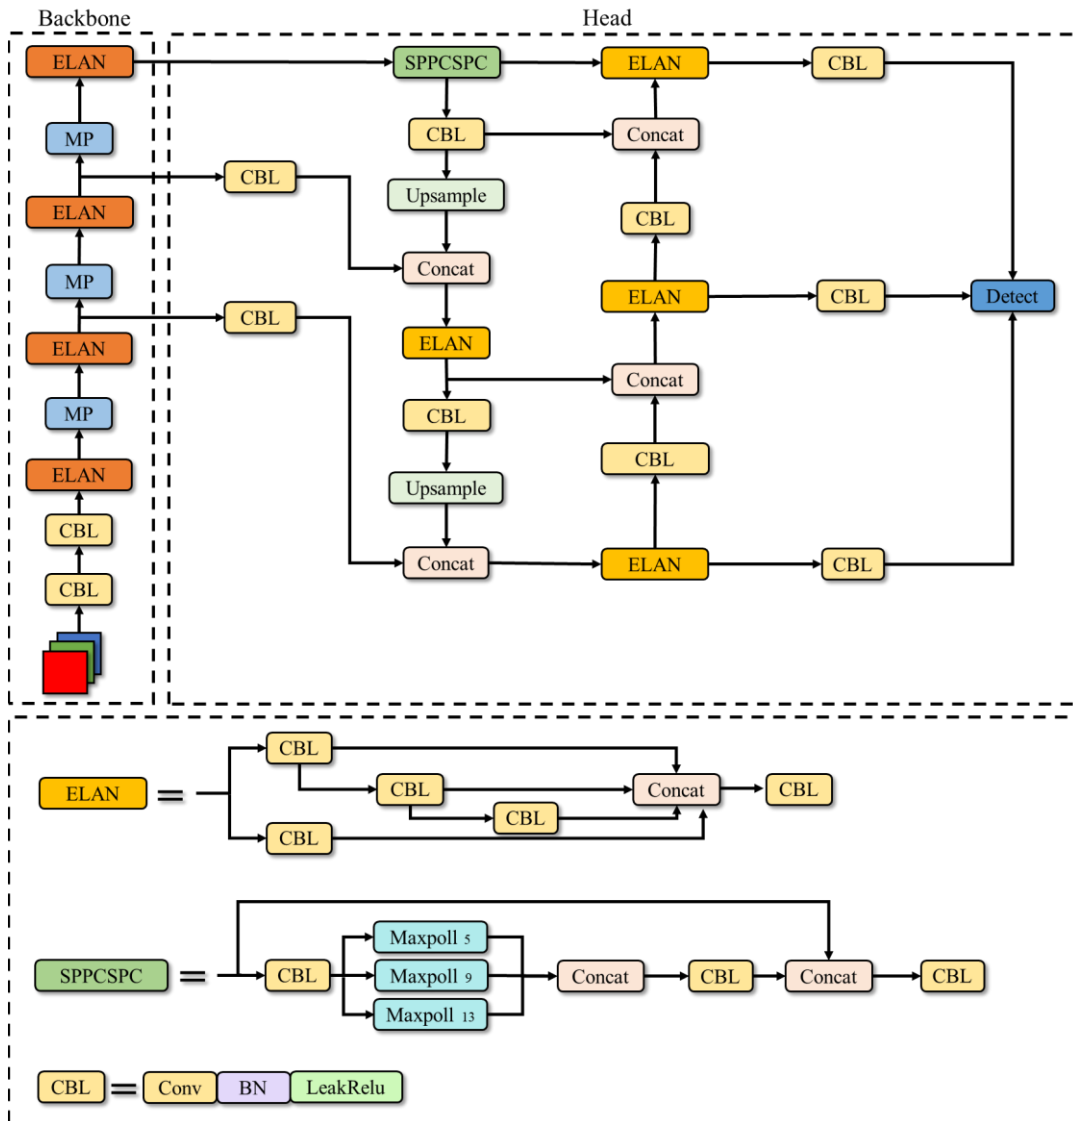 Backbone
Head
ELAN
SPPCSPC
ELAN
CBL
MP
CBL
Concat
CBL
Upsample
ELAN
CBL
MP
Concat
ELAN
CBL
Detect
CBL
ELAN
ELAN
Concat
MP
CBL
CBL
ELAN
Upsample
CBL
Concat
ELAN
CBL
CBL
CBL
ELAN
=
CBL
CBL
CBL
CBL
Concat
CBL
SPPCSPC
=
CBL
Maxpoll 5
Maxpoll 9
Maxpoll 13
Concat
CBL
Concat
CBL
CBL
=
Conv
BN
LeakRelu